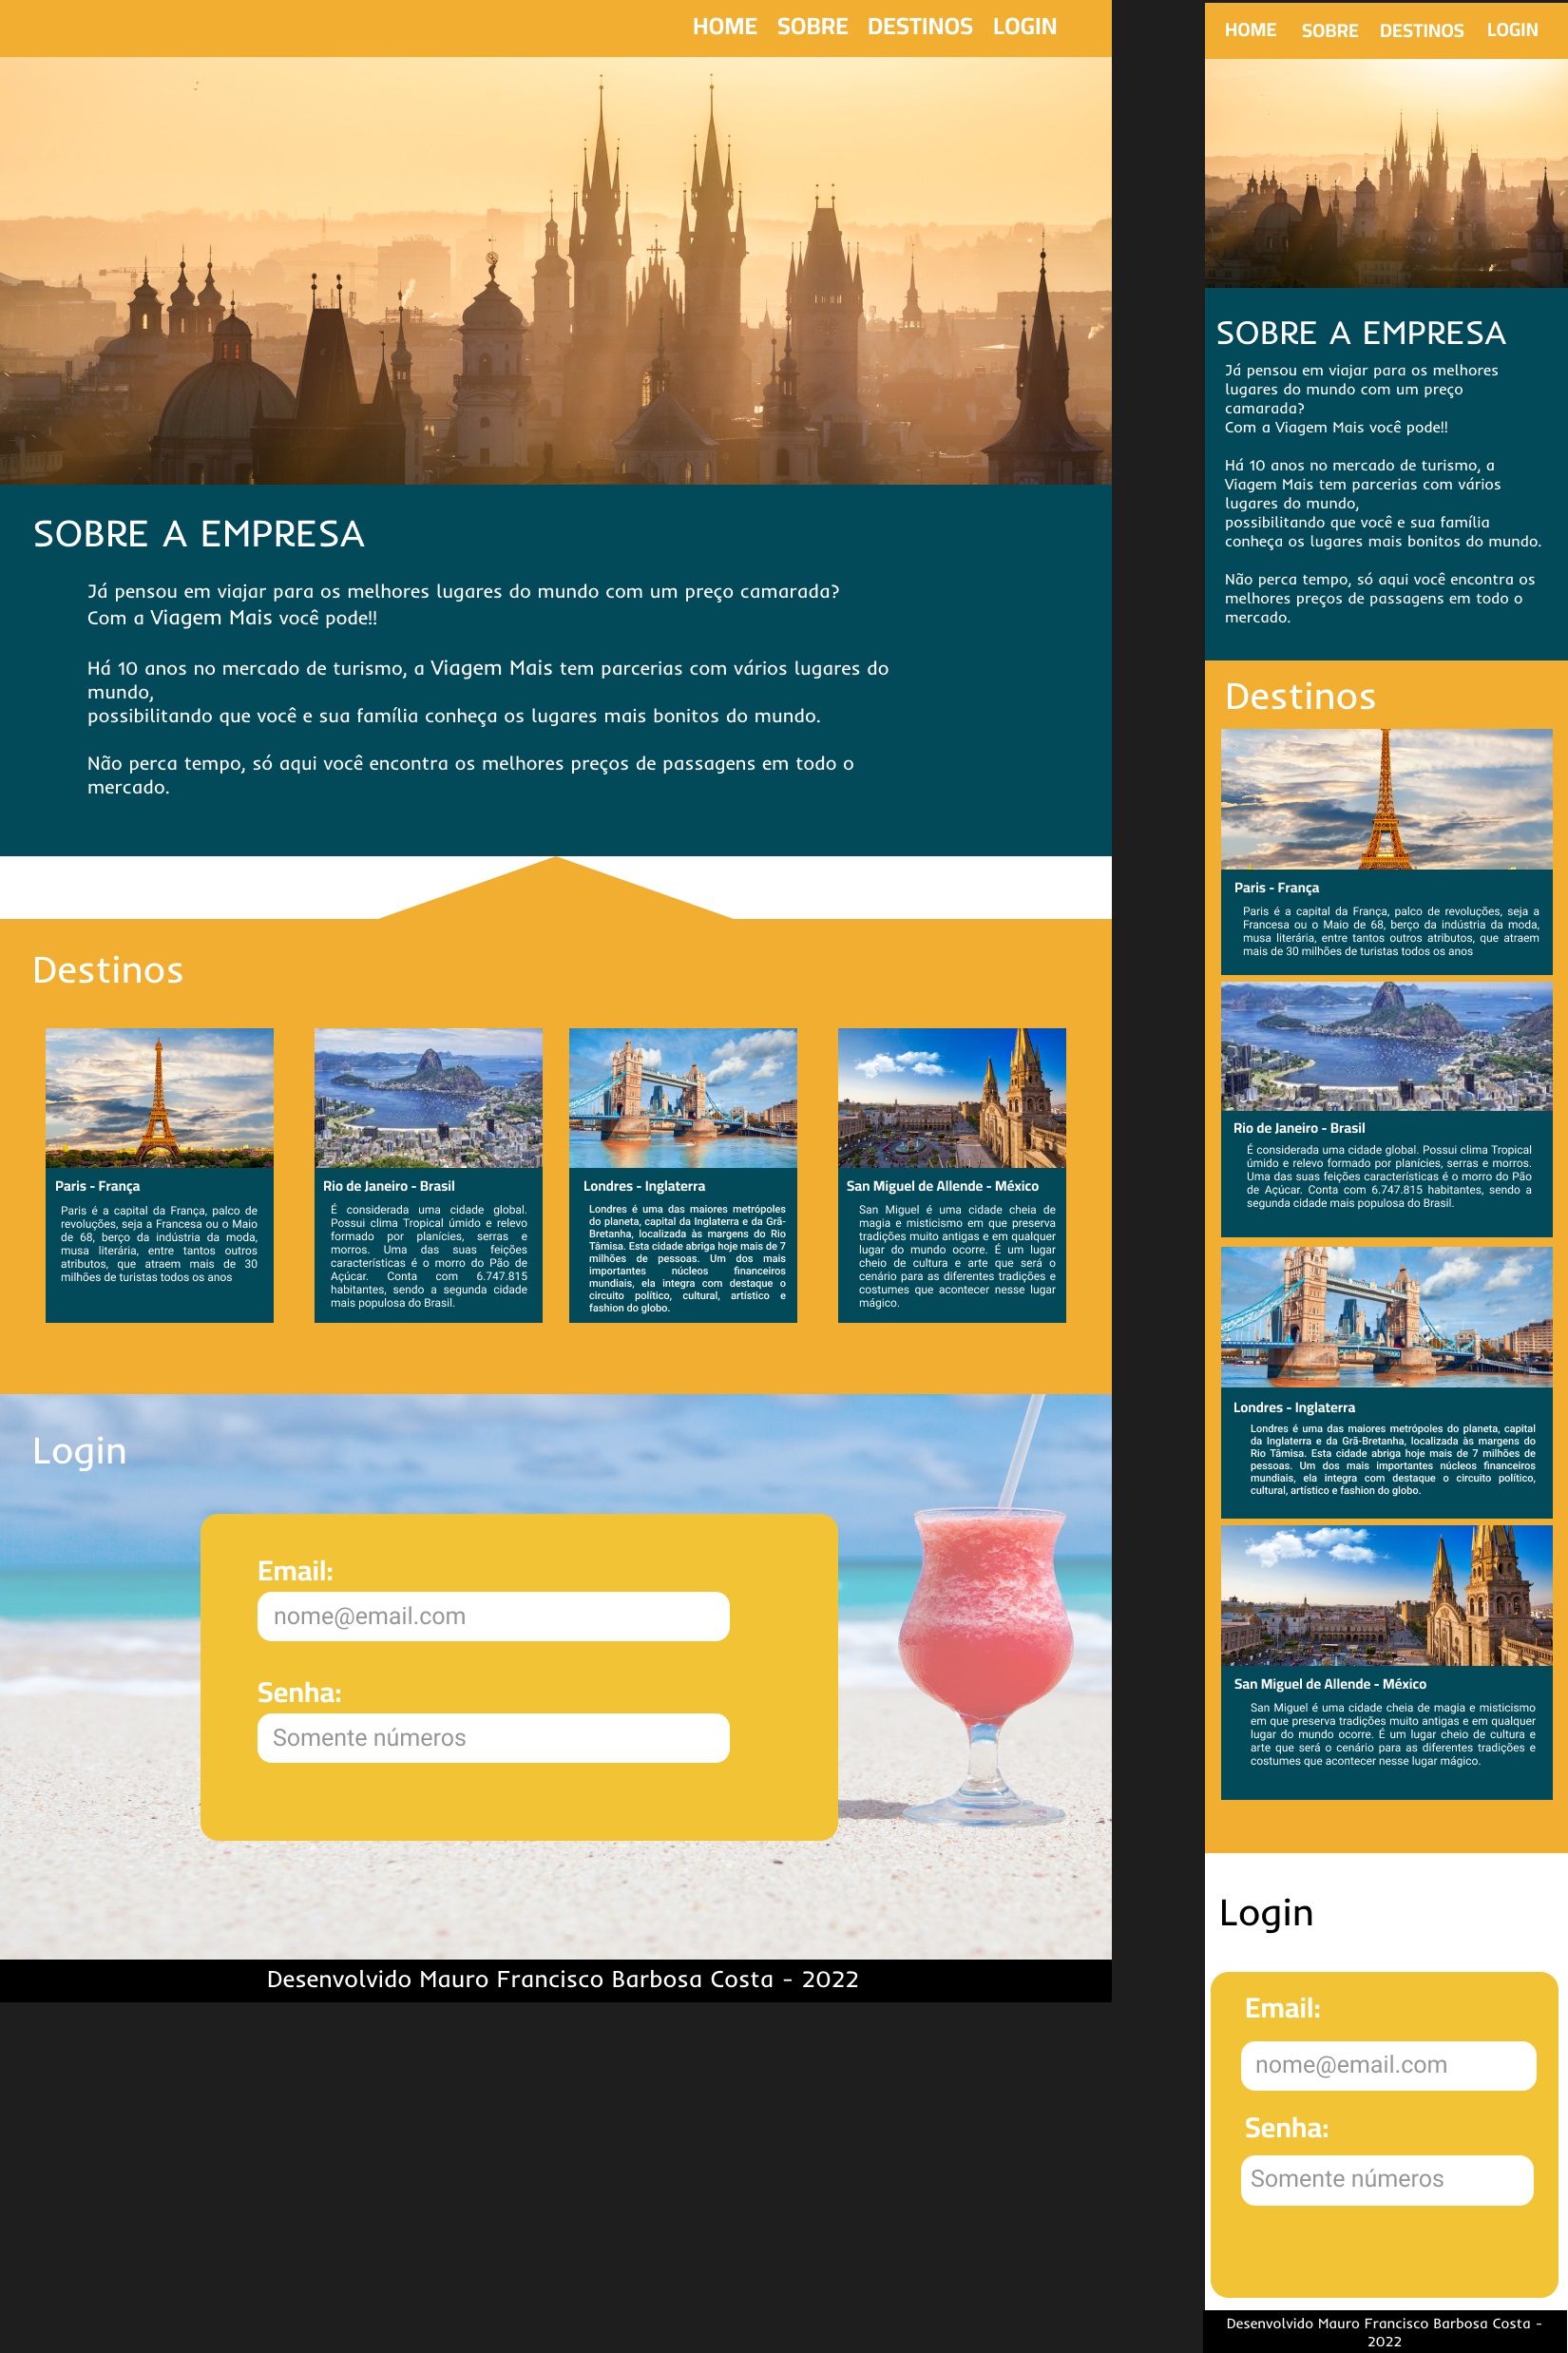 HOME SOBRE DESTINOS LOGIN
SOBRE A EMPRESA
Já pensou em viajar para os melhores lugares do mundo com um preço camarada?
Com a Viagem Mais você pode!!
Há 10 anos no mercado de turismo, a Viagem Mais tem parcerias com vários lugares do
mundo,
possibilitando que você e sua família conheça os lugares mais bonitos do mundo.
Não perca tempo, só aqui você encontra os melhores preços de passagens em todo o
mercado.
Destinos
Paris - França
Paris é a capital da França, palco de
revoluções, seja a Francesa ou o Maio
de 68, berço da indústria da moda,
musa literária, entre tantos outros
atributos, que atraem mais de 30
milhões de turistas todos os anos
Rio de Janeiro - Brasil
É considerada uma cidade global.
Possui clima Tropical úmido e relevo
formado por planícies, serras e
morros. Uma das suas feições
características é o morro do Pão de
Açúcar. Conta com 6.747.815
habitantes, sendo a segunda cidade
mais populosa do Brasil.
Londres - Inglaterra
Londres é uma das maiores metrópoles
do planeta, capital da Inglaterra e da Grã-
Bretanha, localizada às margens do Rio
Tâmisa. Esta cidade abriga hoje mais de 7
milhões de pessoas. Um dos mais
importantes núcleos financeiros
mundiais, ela integra com destaque o
circuito político, cultural, artístico e
fashion do globo.
San Miguel de Allende - México
San Miguel é uma cidade cheia de
magia e misticismo em que preserva
tradições muito antigas e em qualquer
lugar do mundo ocorre. É um lugar
cheio de cultura e arte que será o
cenário para as diferentes tradições e
costumes que acontecer nesse lugar
mágico.
Login
Email:
nome@email.com
Senha:
Somente números
Desenvolvido Mauro Francisco Barbosa Costa - 2022
HOME SOBRE DESTINOS LOGIN
SOBRE A EMPRESA
Já pensou em viajar para os melhores
lugares do mundo com um preço
camarada?
Com a Viagem Mais você pode!!
Há 10 anos no mercado de turismo, a
Viagem Mais tem parcerias com vários
lugares do mundo,
possibilitando que você e sua família
conheça os lugares mais bonitos do mundo.
Não perca tempo, só aqui você encontra os
melhores preços de passagens em todo o
mercado.
Destinos
Paris - França
Paris é a capital da França, palco de revoluções, seja a
Francesa ou o Maio de 68, berço da indústria da moda,
musa literária, entre tantos outros atributos, que atraem
mais de 30 milhões de turistas todos os anos
Rio de Janeiro - Brasil
É considerada uma cidade global. Possui clima Tropical
úmido e relevo formado por planícies, serras e morros.
Uma das suas feições características é o morro do Pão
de Açúcar. Conta com 6.747.815 habitantes, sendo a
segunda cidade mais populosa do Brasil.
Londres - Inglaterra
Londres é uma das maiores metrópoles do planeta, capital
da Inglaterra e da Grã-Bretanha, localizada às margens do
Rio Tâmisa. Esta cidade abriga hoje mais de 7 milhões de
pessoas. Um dos mais importantes núcleos financeiros
mundiais, ela integra com destaque o circuito político,
cultural, artístico e fashion do globo.
San Miguel de Allende - México
San Miguel é uma cidade cheia de magia e misticismo
em que preserva tradições muito antigas e em qualquer
lugar do mundo ocorre. É um lugar cheio de cultura e
arte que será o cenário para as diferentes tradições e
costumes que acontecer nesse lugar mágico.
Login
Email:
nome@email.com
Senha:
Somente números
Desenvolvido Mauro Francisco Barbosa Costa -
2022